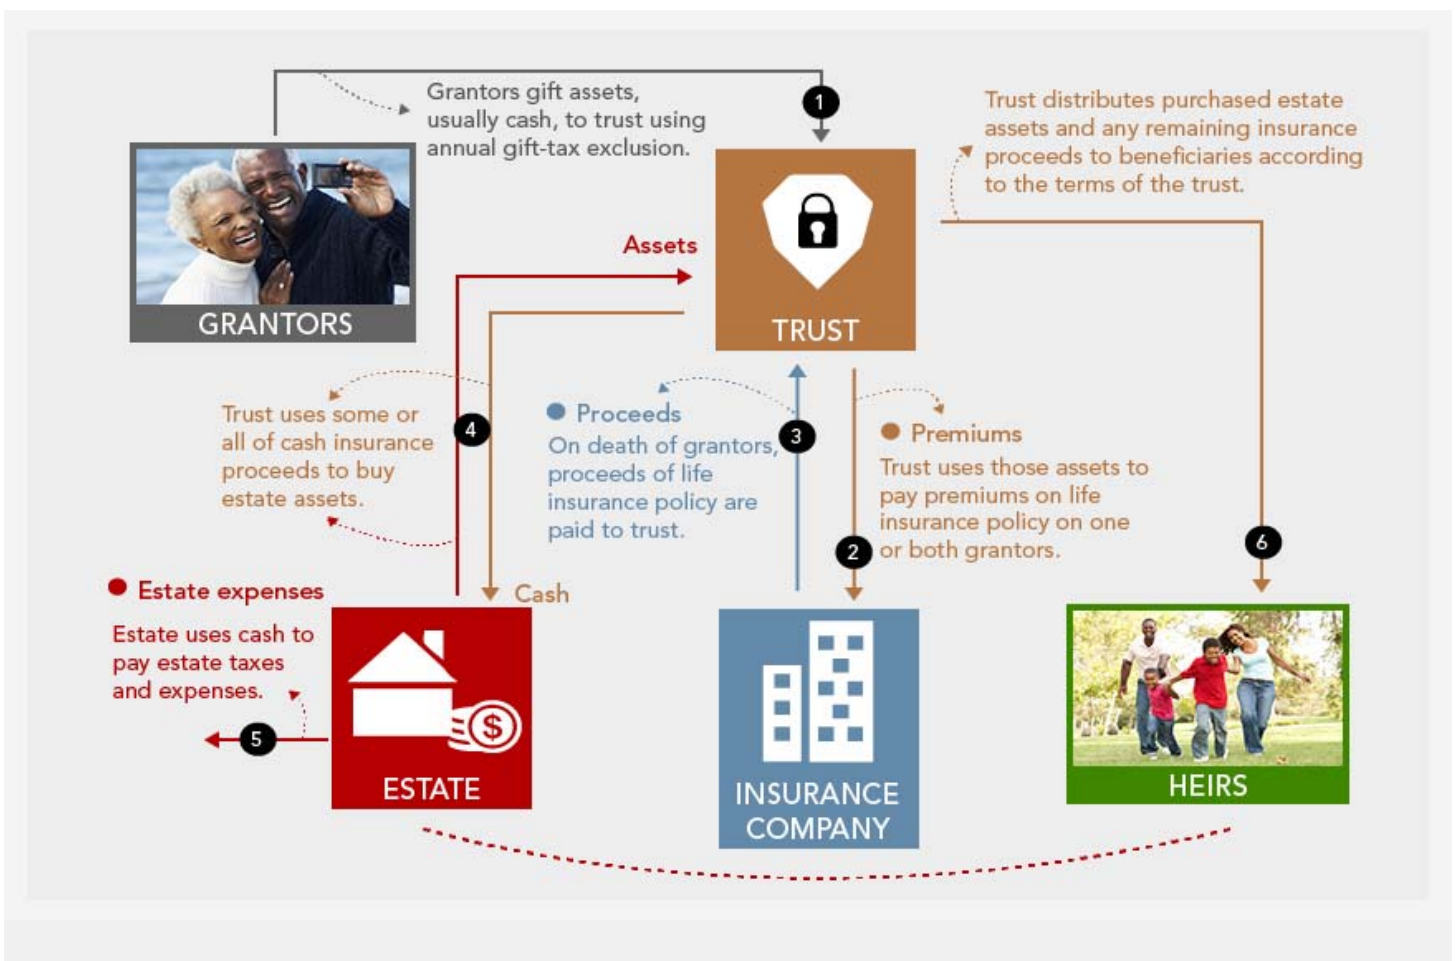 Grantors gift assets,
usually cash, to trust using
annual gift-tax exclusion.
1
Trust distributes purchased estate
assets and any remaining insurance
proceeds to beneficiaries according
to the terms of the trust.
GRANTORS
Assets
TRUST
Trust uses some or
all of cash insurance
proceeds to buy
estate assets.
4
Proceeds
On death of grantors,
proceeds of life
insurance policy are
paid to trust.
3
Premiums
Trust uses those assets to
pay premiums on life
insurance policy on one
or both grantors.
2
6
Estate expenses
Estate uses cash to
pay estate taxes
and expenses.
5
Cash
$
ESTATE
INSURANCE
COMPANY
HEIRS